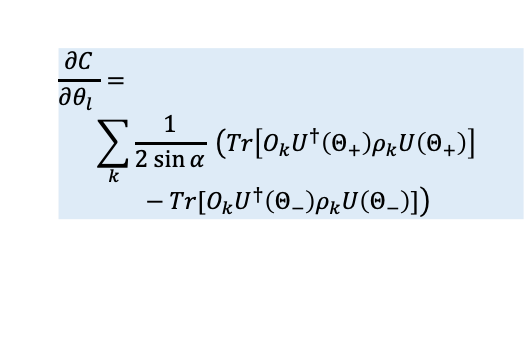 ∂C/∂θ_l =
∑_k 1/(2 sin α) (Tr[O_k U†(Θ_+)ρ_k U(Θ_+)]
− Tr[O_k U†(Θ_−)ρ_k U(Θ_−)])